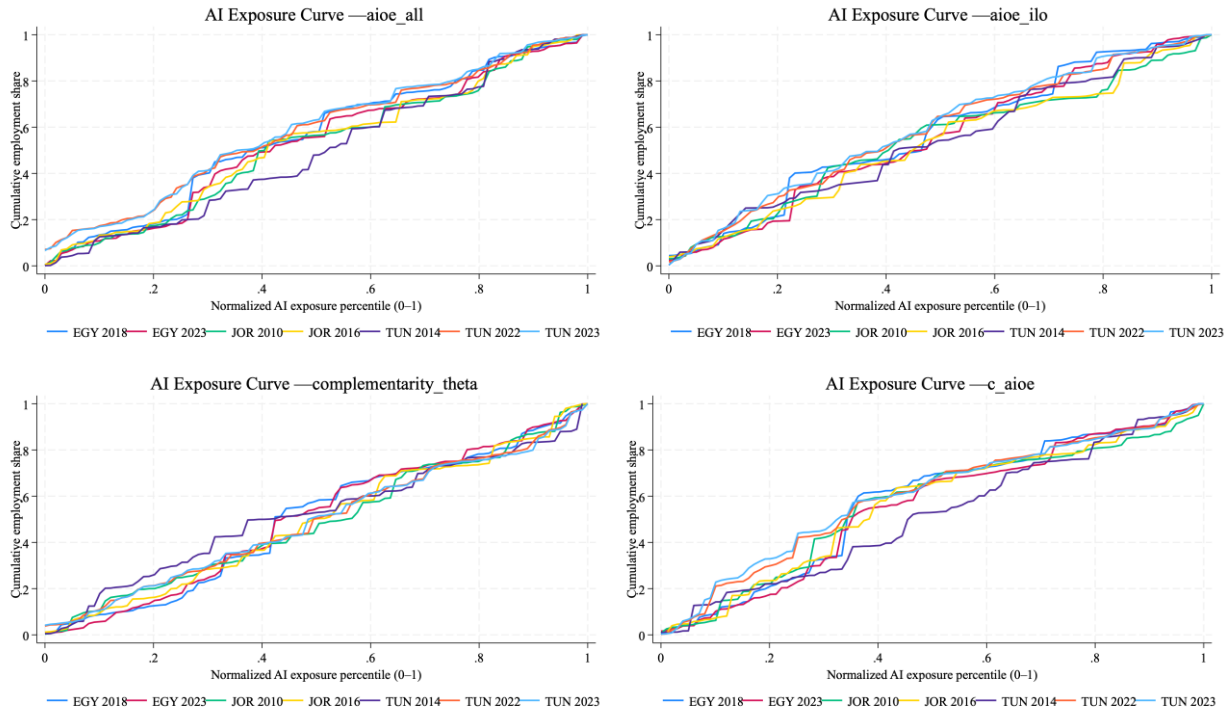 AI Exposure Curve —aioe_all
Cumulative employment share
1
.8
.6
.4
.2
0
0 .2 .4 .6 .8 1
Normalized AI exposure percentile (0–1)
EGY 2018 EGY 2023 JOR 2010 JOR 2016 TUN 2014 TUN 2022 TUN 2023
AI Exposure Curve —aioe_ilo
Cumulative employment share
1
.8
.6
.4
.2
0
0 .2 .4 .6 .8 1
Normalized AI exposure percentile (0–1)
EGY 2018 EGY 2023 JOR 2010 JOR 2016 TUN 2014 TUN 2022 TUN 2023
AI Exposure Curve —complementarity_theta
Cumulative employment share
1
.8
.6
.4
.2
0
0 .2 .4 .6 .8 1
Normalized AI exposure percentile (0–1)
EGY 2018 EGY 2023 JOR 2010 JOR 2016 TUN 2014 TUN 2022 TUN 2023
AI Exposure Curve —c_aioe
Cumulative employment share
1
.8
.6
.4
.2
0
0 .2 .4 .6 .8 1
Normalized AI exposure percentile (0–1)
EGY 2018 EGY 2023 JOR 2010 JOR 2016 TUN 2014 TUN 2022 TUN 2023